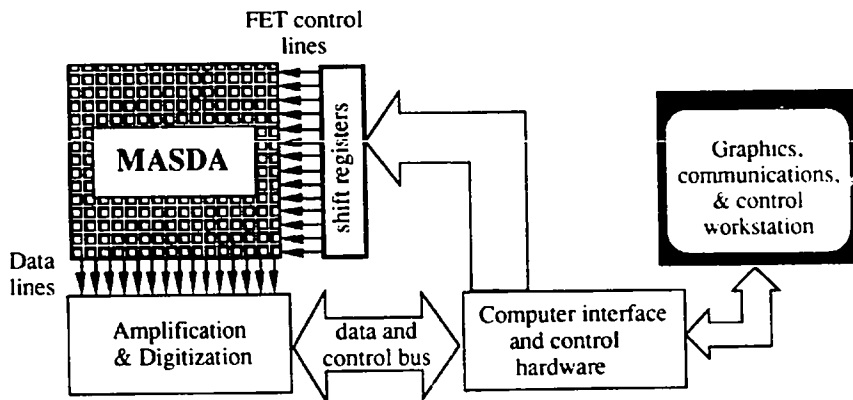 FET control
lines
MASDA
shift registers
Graphics,
communications,
& control
workstation
Data
lines
Amplification
& Digitization
data and
control bus
Computer interface
and control
hardware